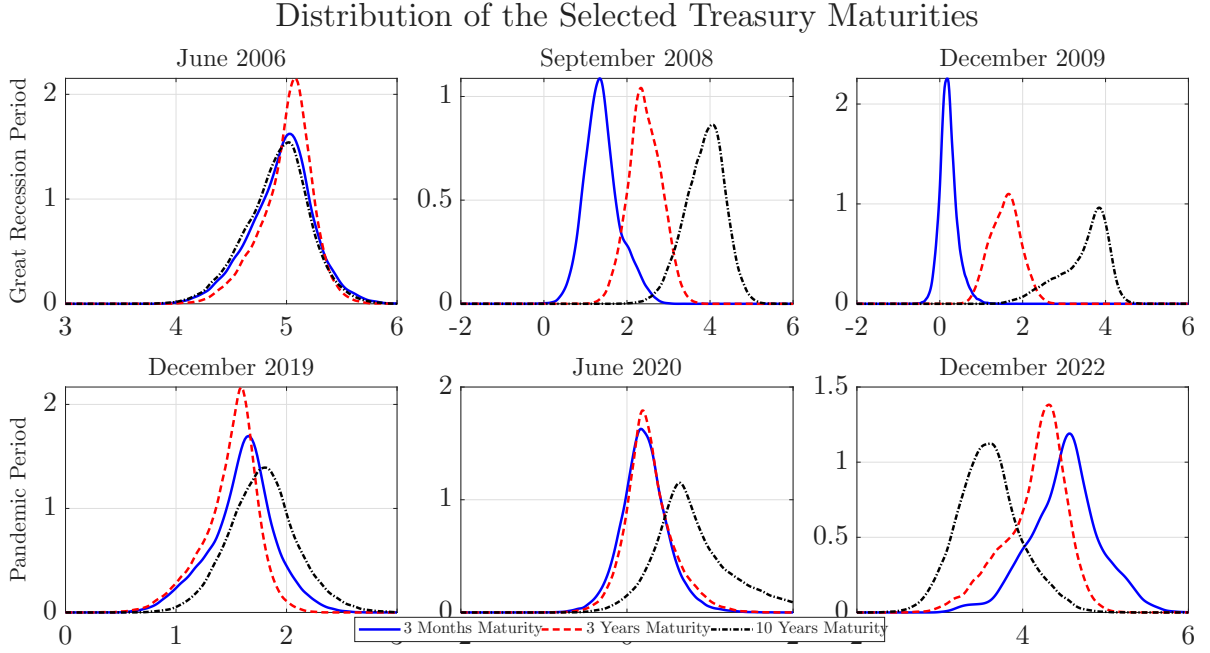 Distribution of the Selected Treasury Maturities
June 2006
September 2008
December 2009
Great Recession Period
2
1
0
3 4 5 6
1
0.5
0
-2 0 2 4 6
2
1
0
-2 0 2 4 6
December 2019
June 2020
December 2022
Pandemic Period
2
1
0
0 1 2
2
1
0
1.5
1
0.5
0
4 6
3 Months Maturity 3 Years Maturity 10 Years Maturity